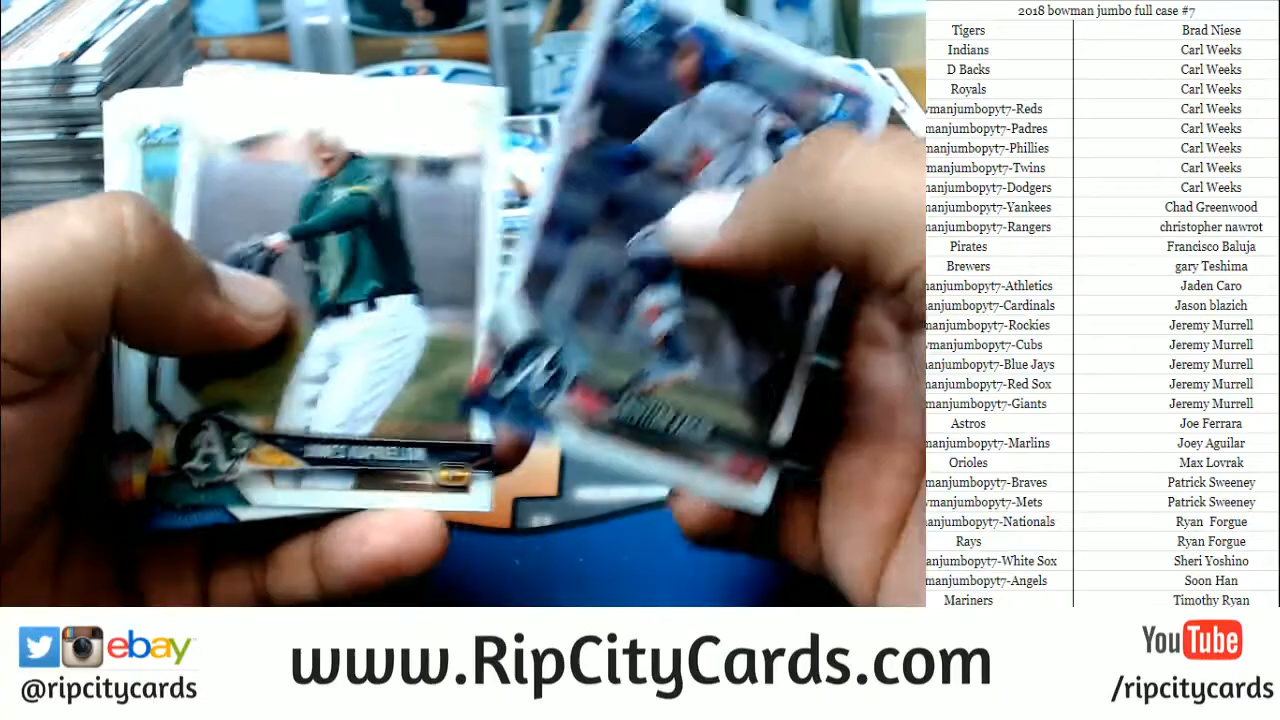 2018 bowman jumbo full case #7
Tigers Brad Niese
Indians Carl Weeks
D Backs Carl Weeks
Royals Carl Weeks
wmanjumbopyt7-Reds Carl Weeks
manjumbopyt7-Padres Carl Weeks
manjumbopyt7-Phillies Carl Weeks
manjumbopyt7-Twins Carl Weeks
manjumbopyt7-Dodgers Carl Weeks
manjumbopyt7-Yankees Chad Greenwood
manjumbopyt7-Rangers christopher nawrot
Pirates Francisco Baluja
Brewers gary Teshima
manjumbopyt7-Athletics Jaden Caro
manjumbopyt7-Cardinals Jason blazich
manjumbopyt7-Rockies Jeremy Murrell
wmanjumbopyt7-Cubs Jeremy Murrell
manjumbopyt7-Blue Jays Jeremy Murrell
manjumbopyt7-Red Sox Jeremy Murrell
manjumbopyt7-Giants Jeremy Murrell
Astros Joe Ferrara
manjumbopyt7-Marlins Joey Aguilar
Orioles Max Lovrak
manjumbopyt7-Braves Patrick Sweeney
wmanjumbopyt7-Mets Patrick Sweeney
anjumbopyt7-Nationals Ryan Forgue
Rays Ryan Forgue
anjumbopyt7-White Sox Sheri Yoshino
manjumbopyt7-Angels Soon Han
Mariners Timothy Ryan
A's
ebay
@ripcitycards
www.RipCityCards.com
YouTube
/ripcitycards